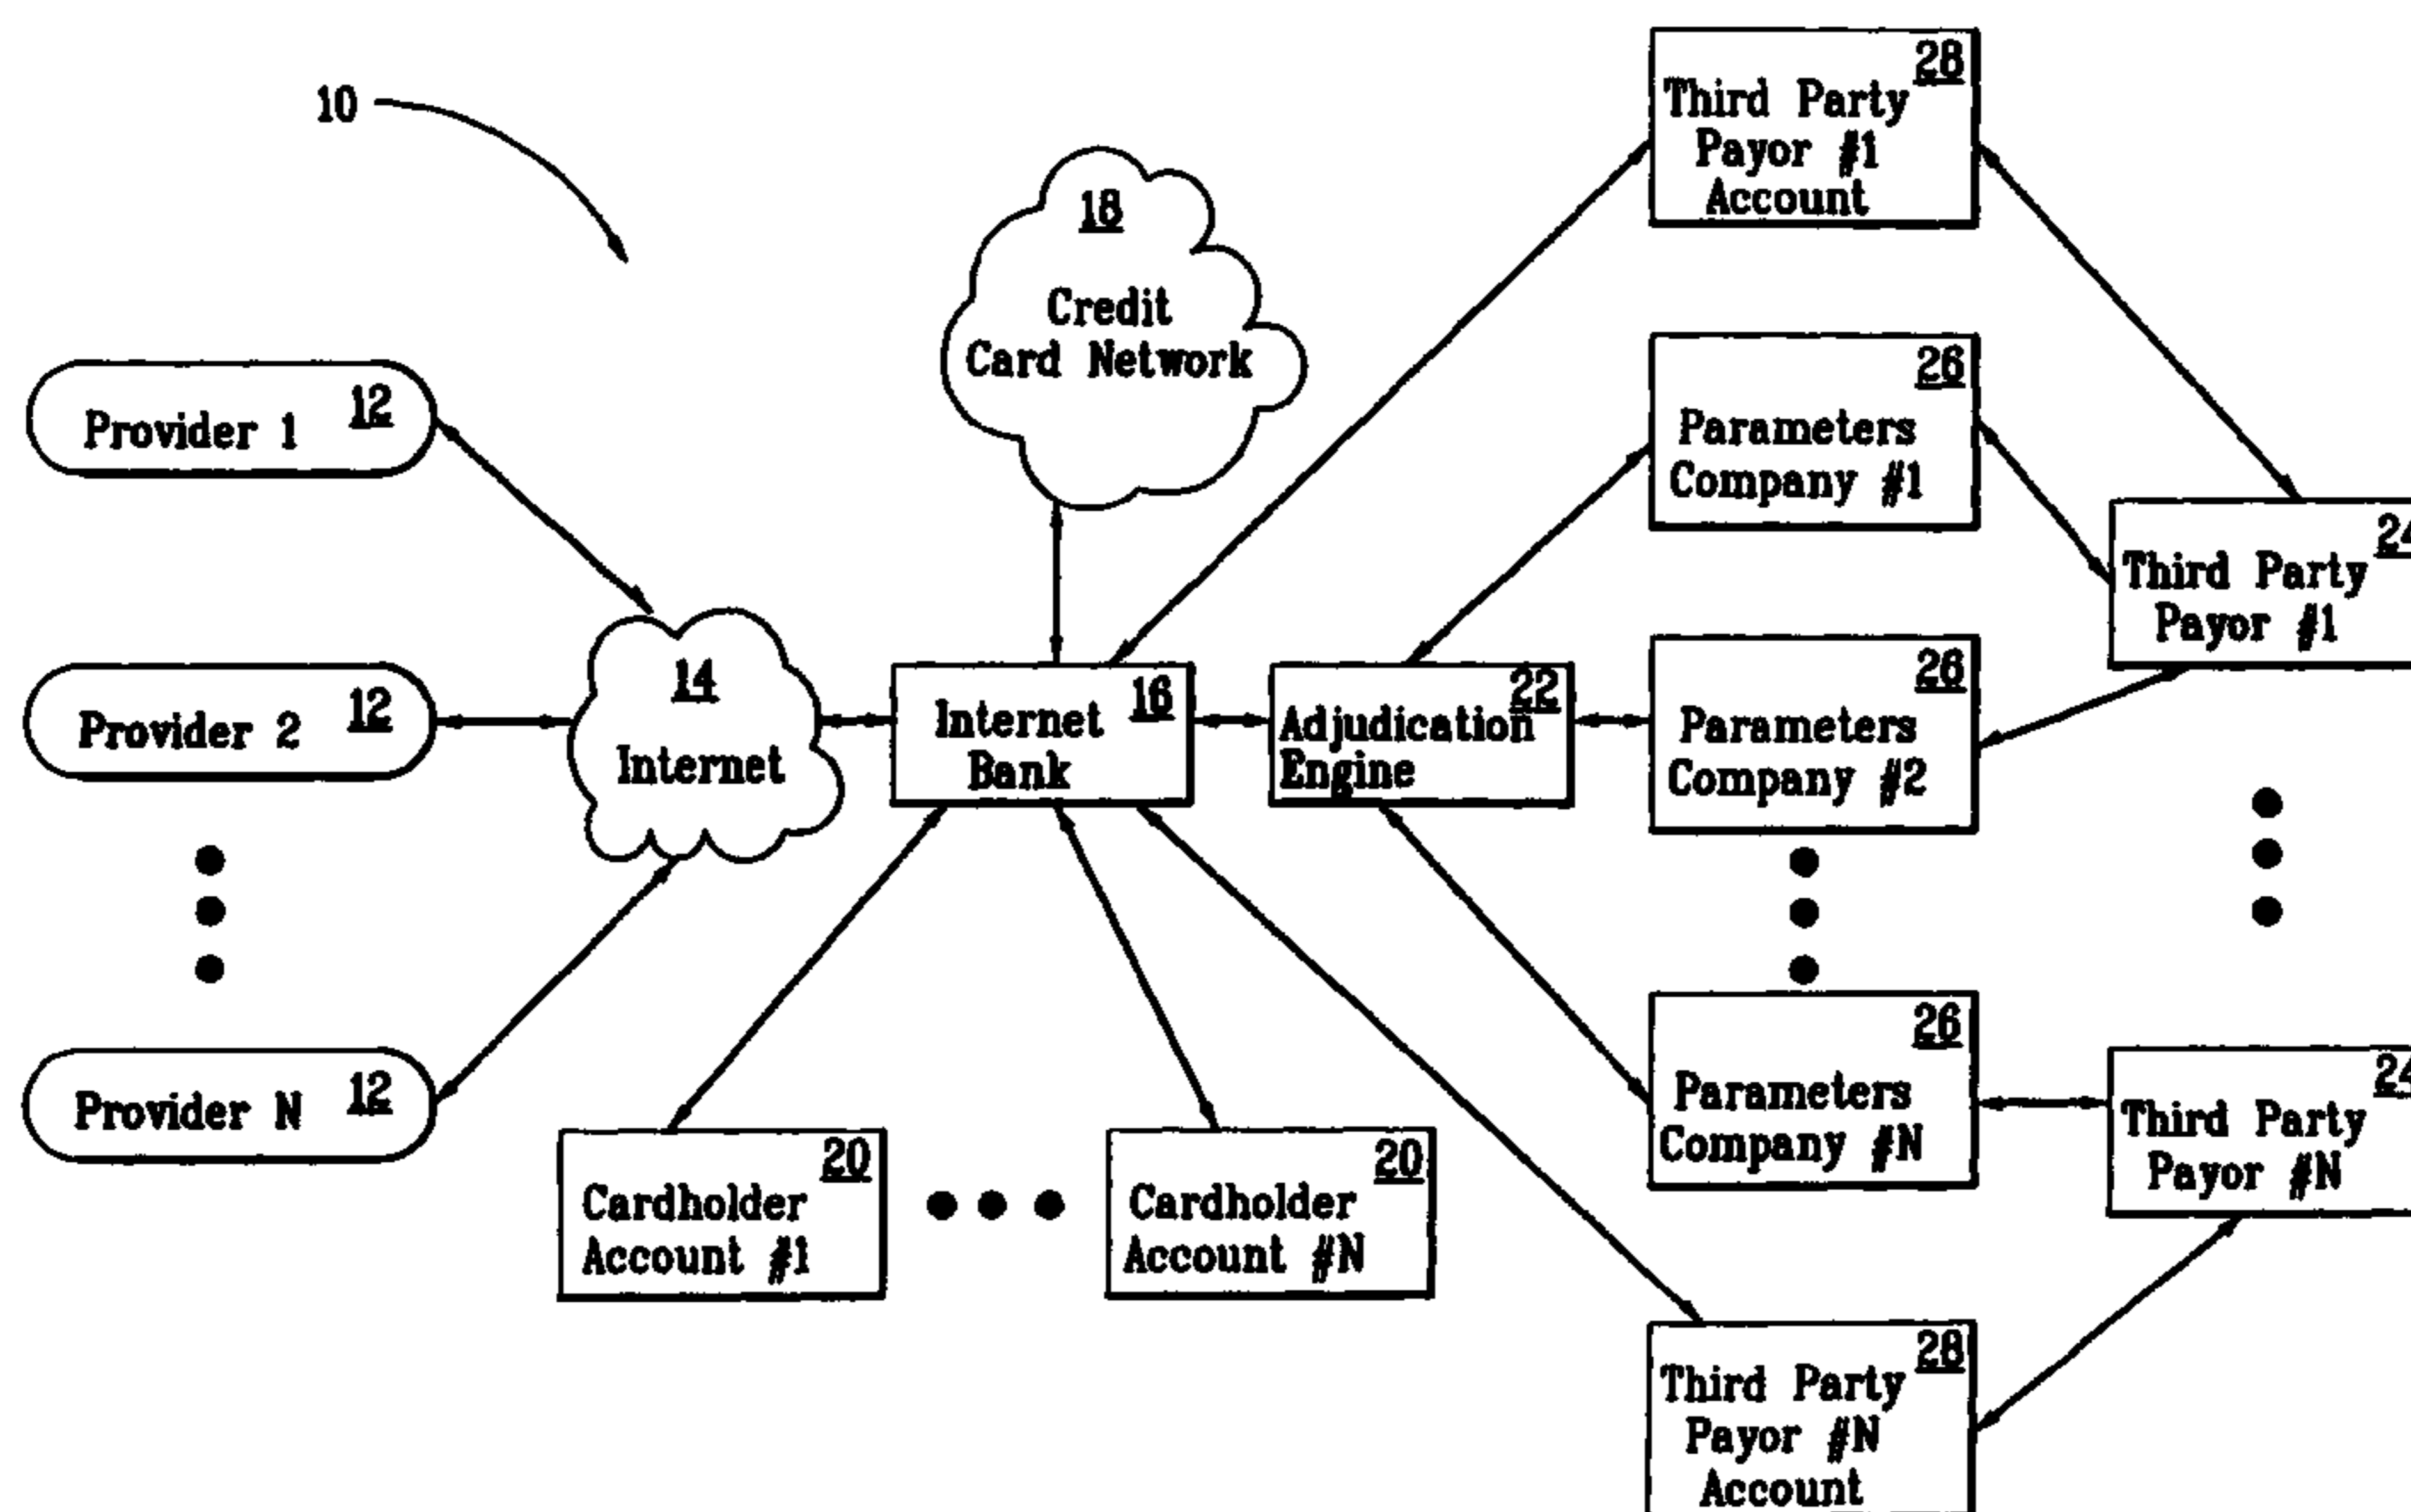 10
18
Credit
Card Network
28
Third Party
Payor #1
Account
12
Provider 1
26
Parameters
Company #1
24
Third Party
Payor #1
12
Provider 2
14
Internet
16
Internet
Bank
22
Adjudication
Engine
26
Parameters
Company #2
12
Provider N
20
Cardholder
Account #1
20
Cardholder
Account #N
26
Parameters
Company #N
24
Third Party
Payor #N
28
Third Party
Payor #N
Account